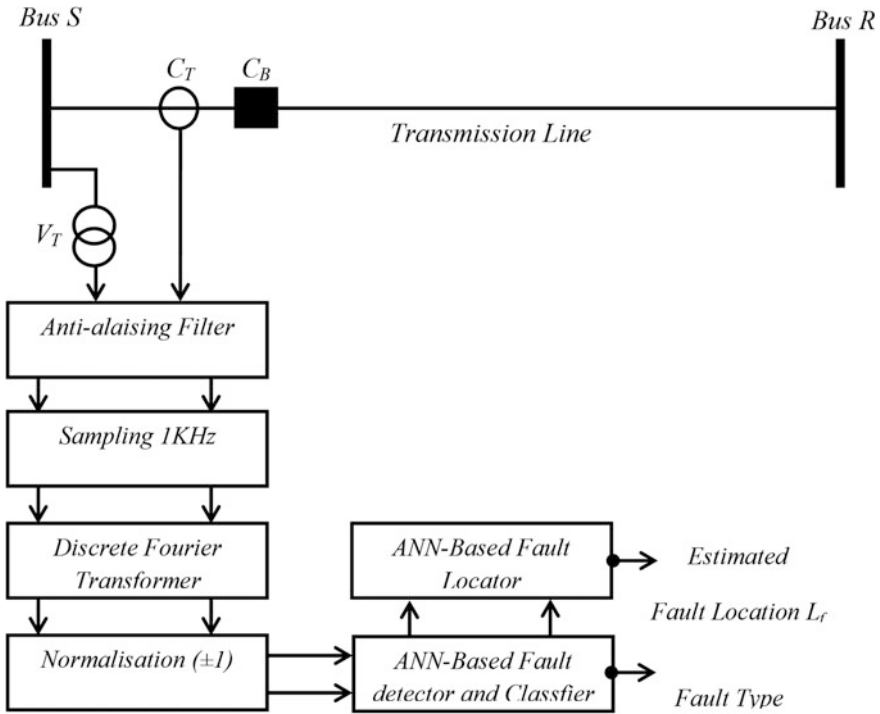 Bus S
Bus R
C_T
C_B
Transmission Line
V_T
Anti-alaising Filter
Sampling 1KHz
Discrete Fourier
Transformer
ANN-Based Fault
Locator
Estimated
Fault Location L_f
Normalisation (±1)
ANN-Based Fault
detector and Classfier
Fault Type